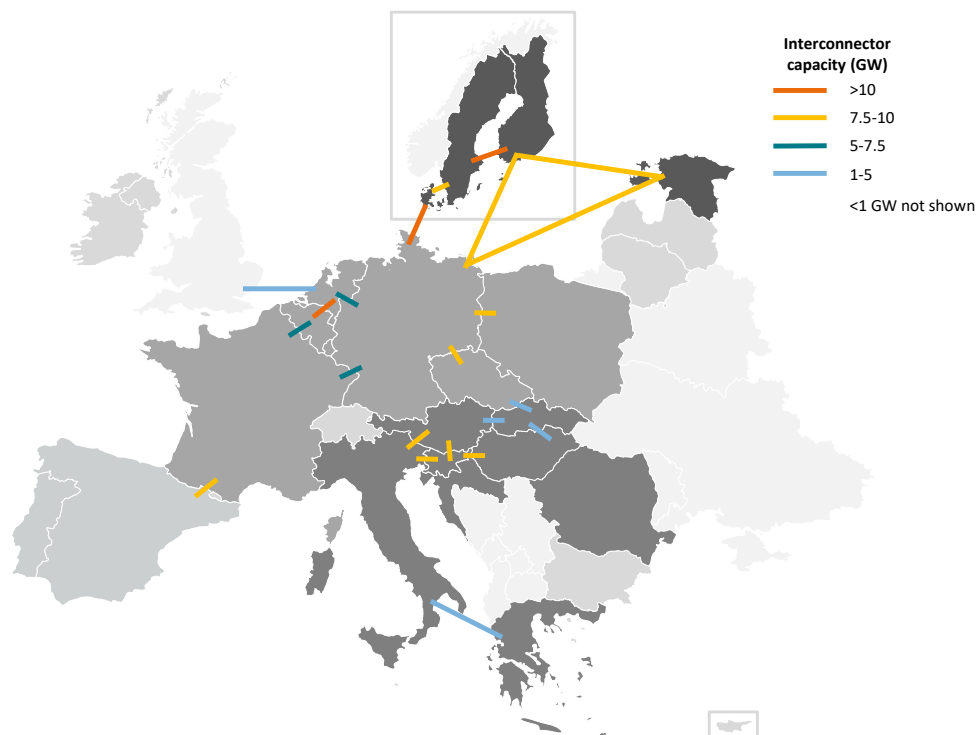 Interconnector
capacity (GW)
>10
7.5-10
5-7.5
1-5
<1 GW not shown